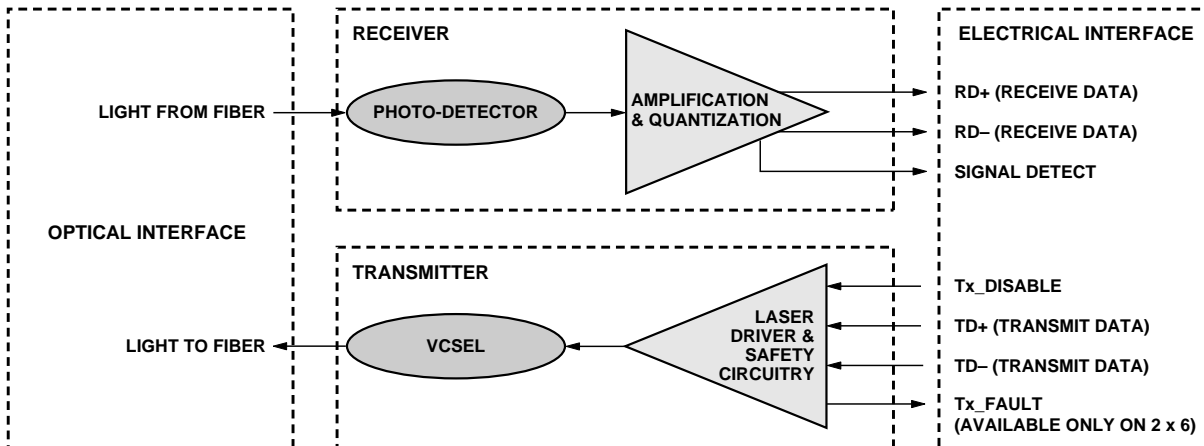 RECEIVER
ELECTRICAL INTERFACE
LIGHT FROM FIBER
PHOTO-DETECTOR
AMPLIFICATION
& QUANTIZATION
RD+ (RECEIVE DATA)
RD– (RECEIVE DATA)
SIGNAL DETECT
OPTICAL INTERFACE
TRANSMITTER
LIGHT TO FIBER
VCSEL
LASER
DRIVER &
SAFETY
CIRCUITRY
Tx_DISABLE
TD+ (TRANSMIT DATA)
TD– (TRANSMIT DATA)
Tx_FAULT
(AVAILABLE ONLY ON 2 x 6)